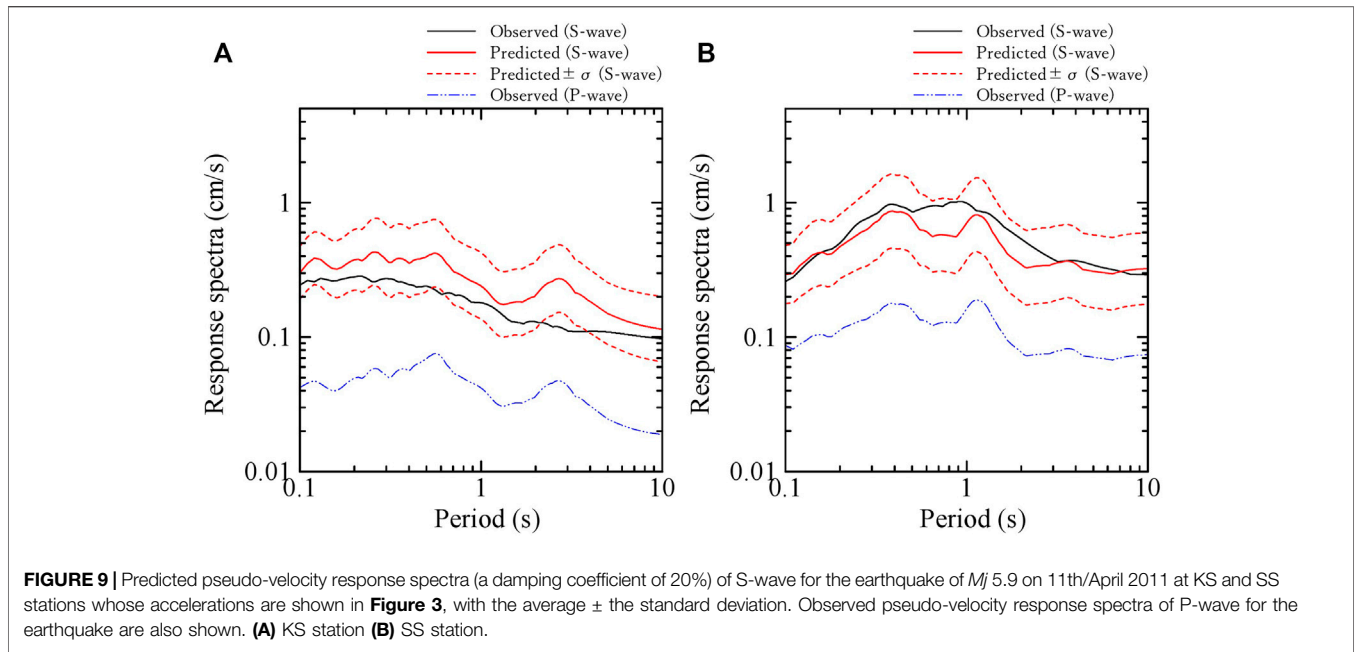 A
Observed (S-wave)
Predicted (S-wave)
Predicted ± σ (S-wave)
Observed (P-wave)
Response spectra (cm/s)
1
0.1
0.01
0.1
1
10
Period (s)
B
Observed (S-wave)
Predicted (S-wave)
Predicted ± σ (S-wave)
Observed (P-wave)
Response spectra (cm/s)
1
0.1
0.01
0.1
1
10
Period (s)
FIGURE 9 | Predicted pseudo-velocity response spectra (a damping coefficient of 20%) of S-wave for the earthquake of Mj 5.9 on 11th/April 2011 at KS and SS
stations whose accelerations are shown in Figure 3, with the average ± the standard deviation. Observed pseudo-velocity response spectra of P-wave for the
earthquake are also shown. (A) KS station (B) SS station.